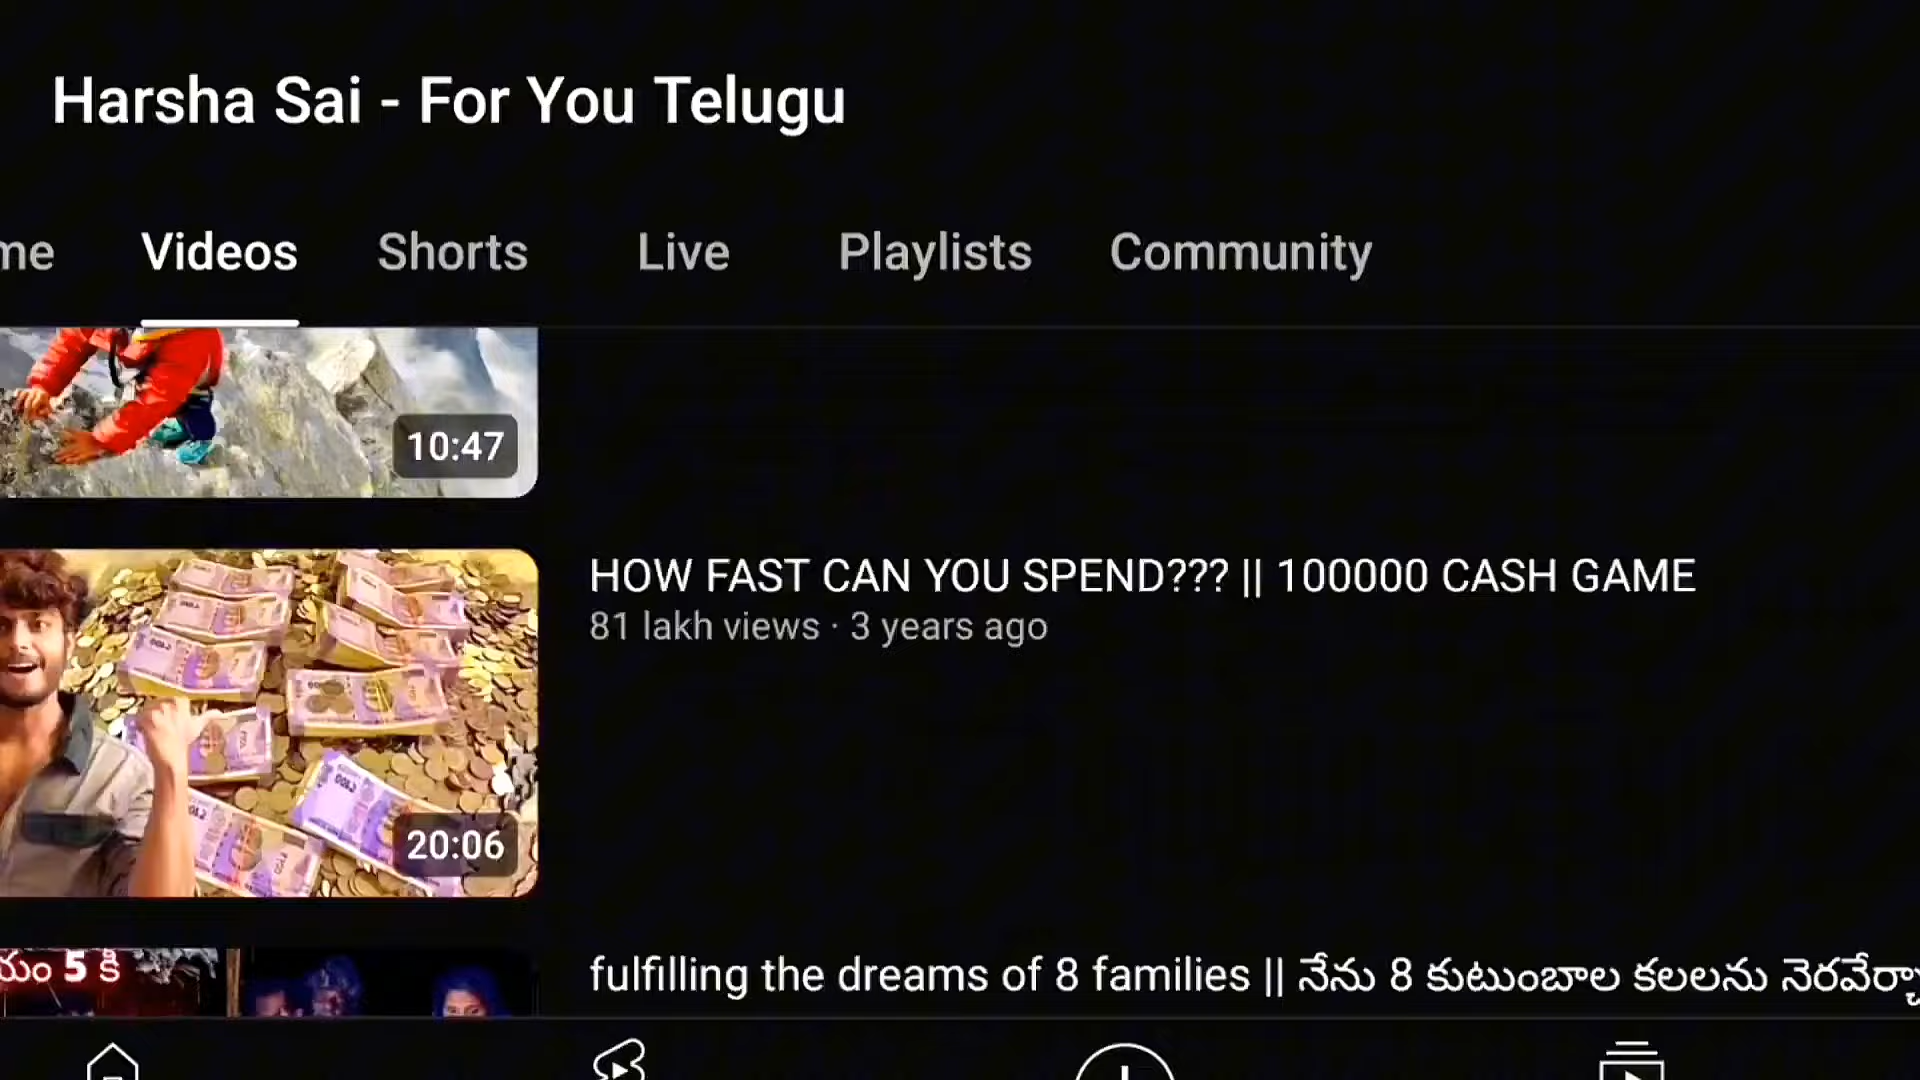 Harsha Sai - For You Telugu
me Videos Shorts Live Playlists Community
10:47
HOW FAST CAN YOU SPEND??? || 100000 CASH GAME
81 lakh views · 3 years ago
20:06
5 కి
fulfilling the dreams of 8 families || నేను 8 కుటుంబాల కలలను